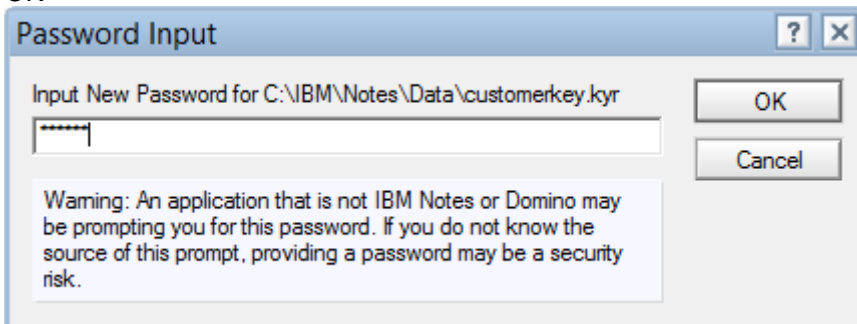 Password Input
?
Input New Password for C:\IBM\Notes\Data\customerkey.kyr
OK
******
Cancel
Warning: An application that is not IBM Notes or Domino may
be prompting you for this password. If you do not know the
source of this prompt, providing a password may be a security
risk.